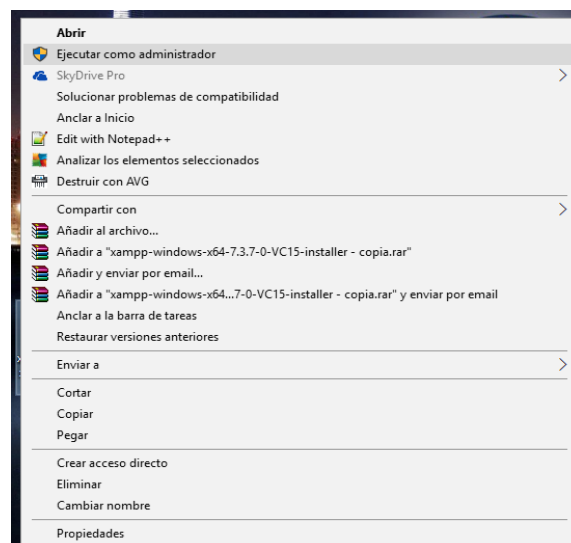 Abrir
Ejecutar como administrador
SkyDrive Pro
Solucionar problemas de compatibilidad
Anclar a Inicio
Edit with Notepad++
Analizar los elementos seleccionados
Destruir con AVG
Compartir con
Añadir al archivo...
Añadir a "xampp-windows-x64-7.3.7-0-VC15-installer - copia.rar"
Añadir y enviar por email...
Añadir a "xampp-windows-x64...7-0-VC15-installer - copia.rar" y enviar por email
Anclar a la barra de tareas
Restaurar versiones anteriores
Enviar a
Cortar
Copiar
Pegar
Crear acceso directo
Eliminar
Cambiar nombre
Propiedades